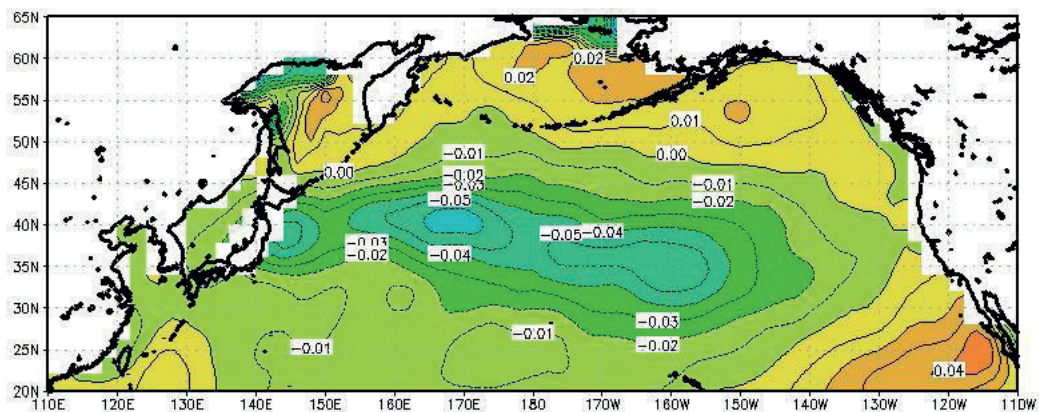 65N
60N
0.02
0.02
55N
0.01
50N
0.00
0.00
-0.01
-0.02
45N
-0.03
-0.01
-0.05
-0.02
40N
-0.05
-0.04
-0.03
-0.02
-0.04
35N
30N
-0.03
-0.01
-0.02
-0.01
25N
0.04
20N
110E
120E
130E
140E
150E
160E
170E
180
170W
160W
150W
140W
130W
120W
110W